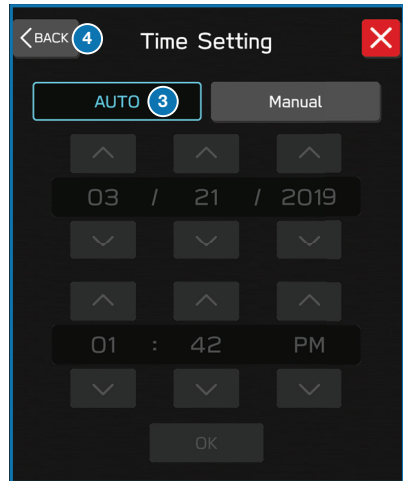 BACK 4 Time Setting
AUTO 3 Manual
03 / 21 / 2019
01 : 42 PM
OK